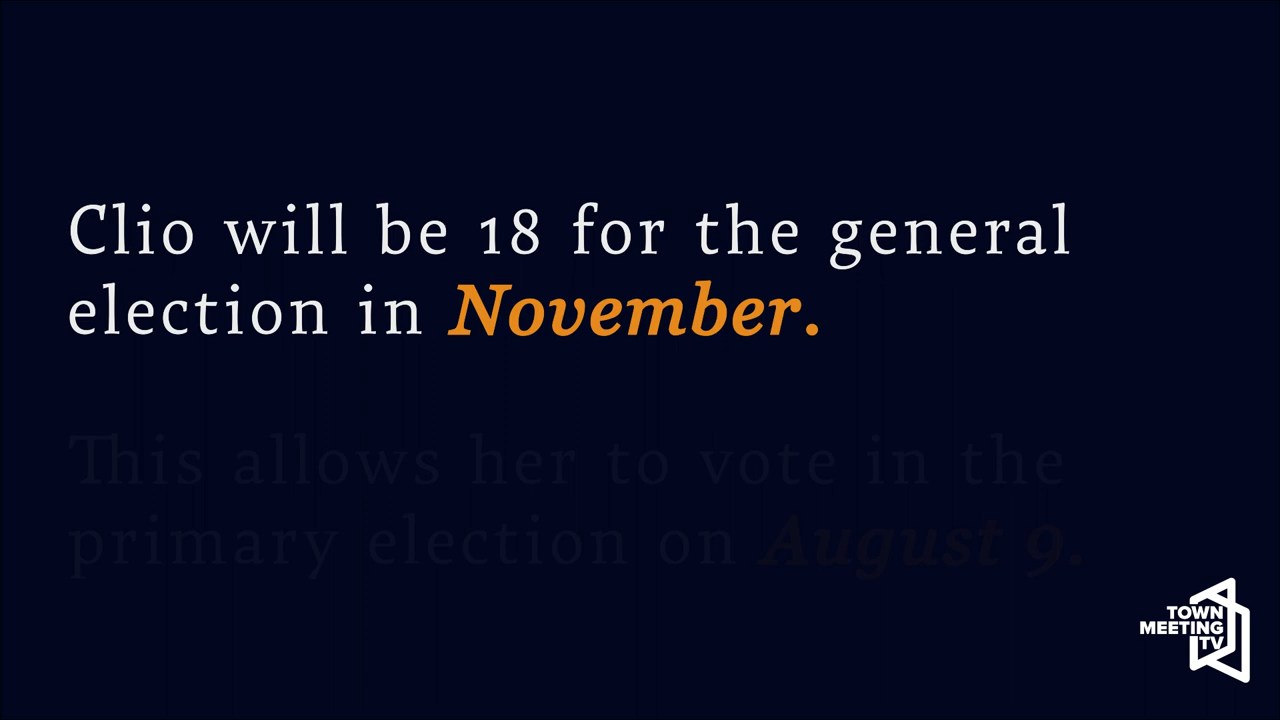 Clio will be 18 for the general
election in November.
This allows her to vote in the
primary election on August 9.
TOWN
MEETING
TV